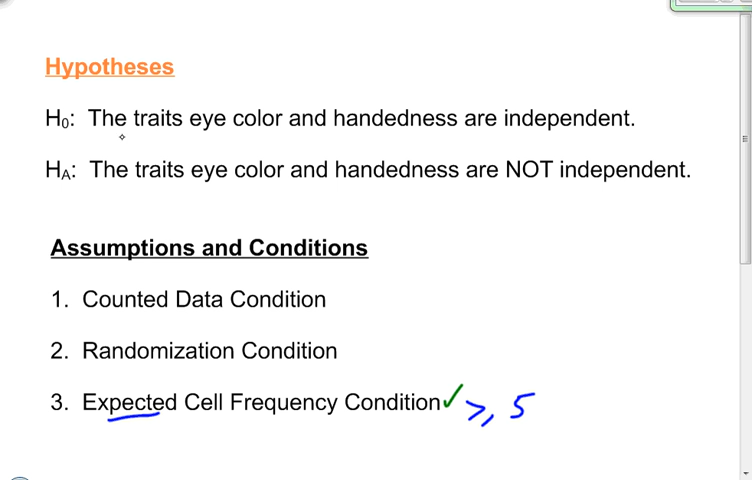 Hypotheses
H₀: The traits eye color and handedness are independent.
Hₐ: The traits eye color and handedness are NOT independent.
Assumptions and Conditions
1. Counted Data Condition
2. Randomization Condition
3. Expected Cell Frequency Condition ✓ ≥ 5